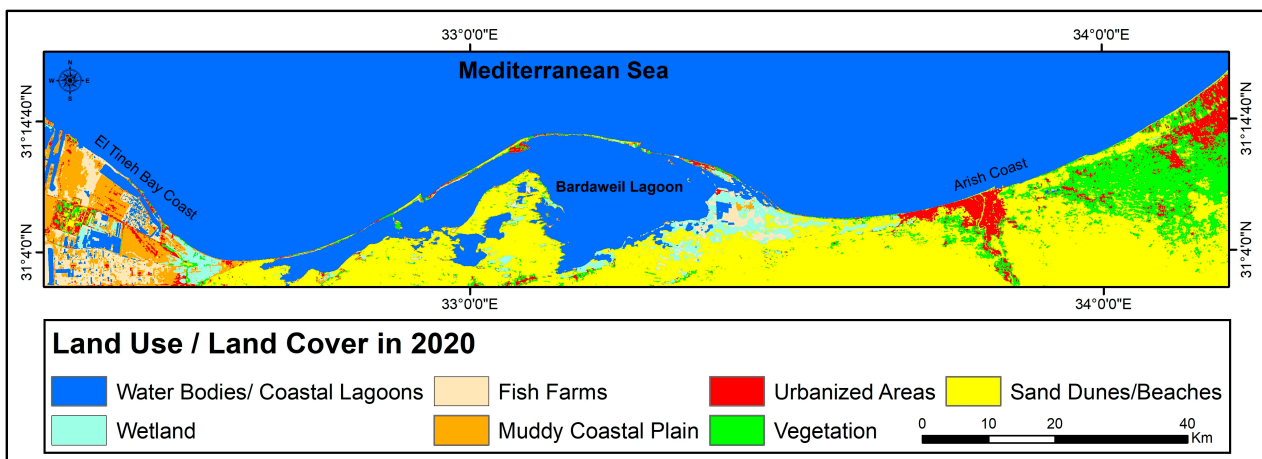 33°0'0"E 34°0'0"E
Mediterranean Sea
N
W E
S
31°14'40"N 31°14'40"N
El Tineh Bay Coast
Bardaweil Lagoon
Arish Coast
31°4'0"N 31°4'0"N
33°0'0"E 34°0'0"E
Land Use / Land Cover in 2020
Water Bodies/ Coastal Lagoons Fish Farms Urbanized Areas Sand Dunes/Beaches
Wetland Muddy Coastal Plain Vegetation
0 10 20 40
Km